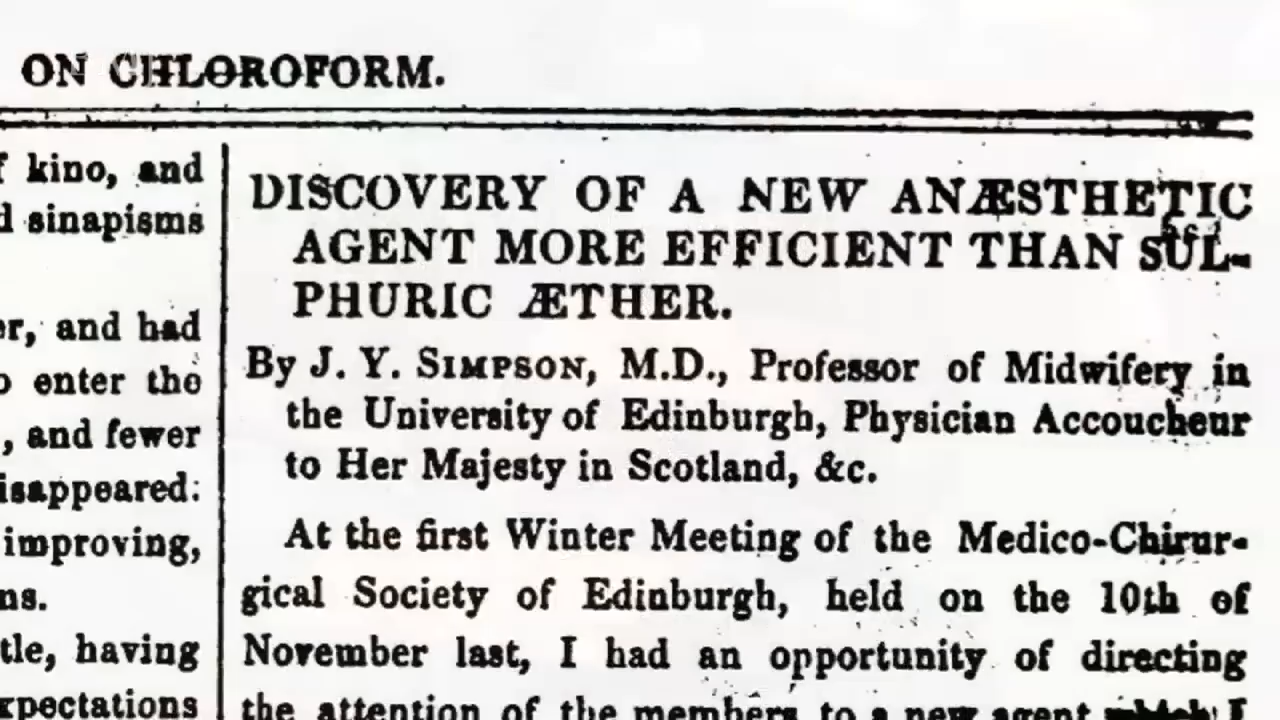 ON CHLOROFORM.
f kino, and
d sinapisms
er, and had
o enter the
, and fewer
isappeared:
improving,
ns.
tle, having
xpectations
DISCOVERY OF A NEW ANÆSTHETIC
AGENT MORE EFFICIENT THAN SUL-
PHURIC ÆTHER.
By J. Y. SIMPSON, M.D., Professor of Midwifery in
the University of Edinburgh, Physician Accoucheur
to Her Majesty in Scotland, &c.
At the first Winter Meeting of the Medico-Chirur-
gical Society of Edinburgh, held on the 10th of
November last, I had an opportunity of directing
the attention of the members to a new agent which I